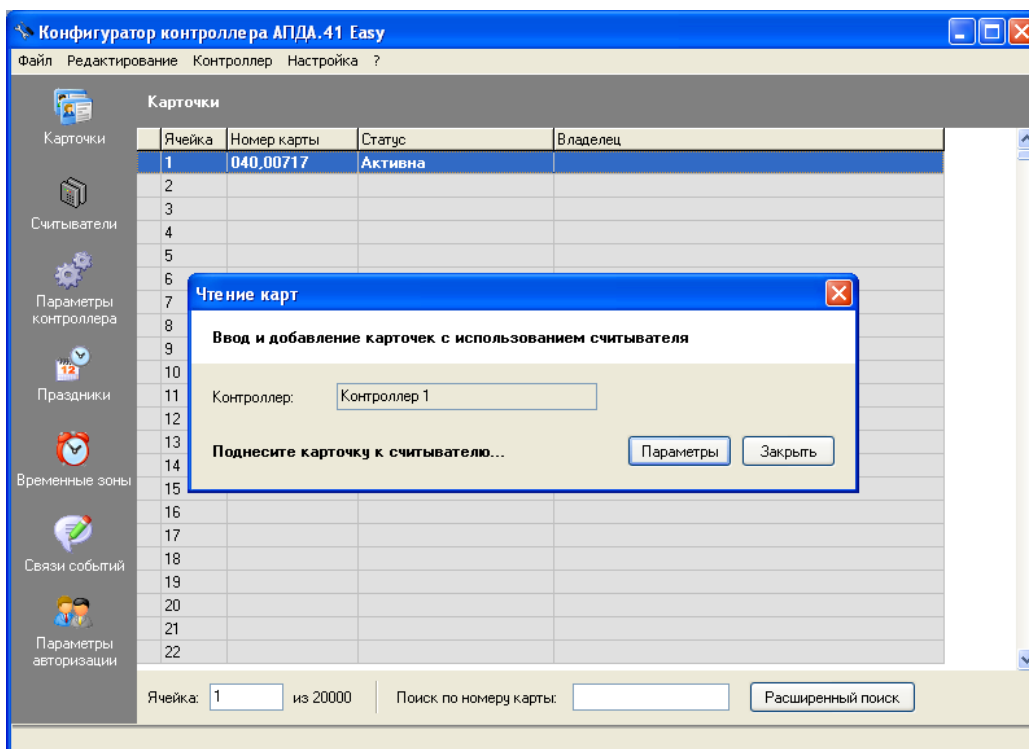 Конфигуратор контроллера АПДА.41 Easy
Файл Редактирование Контроллер Настройка ?
Карточки
Считыватели
Параметры
контроллера
12
Праздники
Временные зоны
Связи событий
Параметры
авторизации
Карточки
Ячейка Номер карты Статус Владелец
1 040,00717 Активна
2
3
4
5
6
7
8
9
10
11
12
13
14
15
16
17
18
19
20
21
22
Чтение карт
Ввод и добавление карточек с использованием считывателя
Контроллер: Контроллер 1
Поднесите карточку к считывателю... Параметры Закрыть
Ячейка: 1 из 20000 Поиск по номеру карты: Расширенный поиск